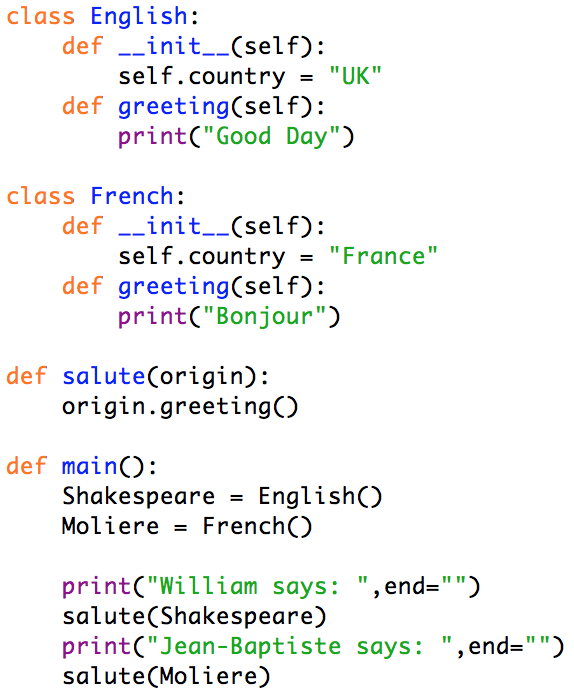 class English:
    def __init__(self):
        self.country = "UK"
    def greeting(self):
        print("Good Day")

class French:
    def __init__(self):
        self.country = "France"
    def greeting(self):
        print("Bonjour")

def salute(origin):
    origin.greeting()

def main():
    Shakespeare = English()
    Moliere = French()

    print("William says: ",end="")
    salute(Shakespeare)
    print("Jean-Baptiste says: ",end="")
    salute(Moliere)